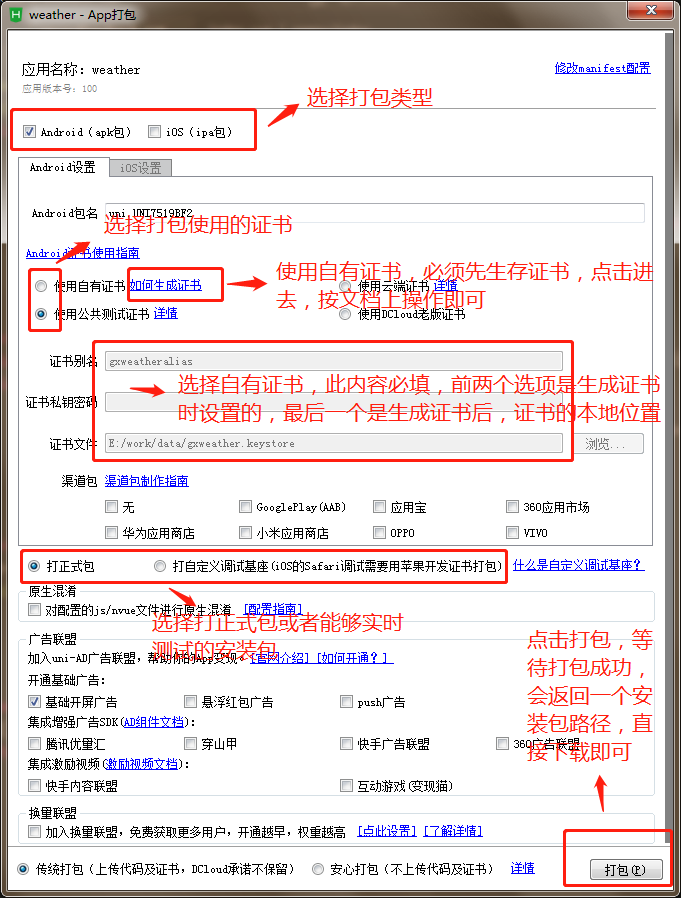 weather - App打包
应用名称: weather
修改manifest配置
应用版本号: 100
选择打包类型
Android（apk包） iOS（ipa包）
Android设置 iOS设置
Android包名 uni.UNI7519BF2
选择打包使用的证书
Android证书使用指南
使用自有证书 如何生成证书 使用云端证书 详情
使用自有证书，必须先生存证书，点击进
去，按文档上操作即可
使用公共测试证书 详情 使用DCloud老版证书
证书别名 gxweatheralias
选择自有证书，此内容必填，前两个选项是生成证书
时设置的，最后一个是生成证书后，证书的本地位置
证书私钥密码
证书文件 E:/work/data/gxweather.keystore 浏览...
渠道包 渠道包制作指南
无 GooglePlay(AAB) 应用宝 360应用市场
华为应用商店 小米应用商店 OPPO VIVO
打正式包 打自定义调试基座(iOS的Safari调试需要用苹果开发证书打包) 什么是自定义调试基座？
原生混淆
对配置的js/nvue文件进行原生混淆 [配置指南]
选择打正式包或者能够实时
测试的安装包
广告联盟
加入uni-AD广告联盟，帮助你的App变现。[官网介绍] [如何开通？]
开通基础广告:
基础开屏广告 悬浮红包广告 push广告
集成增强广告SDK(AD组件文档):
腾讯优量汇 穿山甲 快手广告联盟 360广告联盟
集成激励视频(激励视频文档):
快手内容联盟 互动游戏(变现猫)
点击打包，等
待打包成功，
会返回一个安
装包路径，直
接下载即可
换量联盟
加入换量联盟，免费获取更多用户，开通越早，权重越高 [点此设置] [了解详情]
传统打包（上传代码及证书，DCloud承诺不保留） 安心打包（不上传代码及证书） 详情
打包(P)